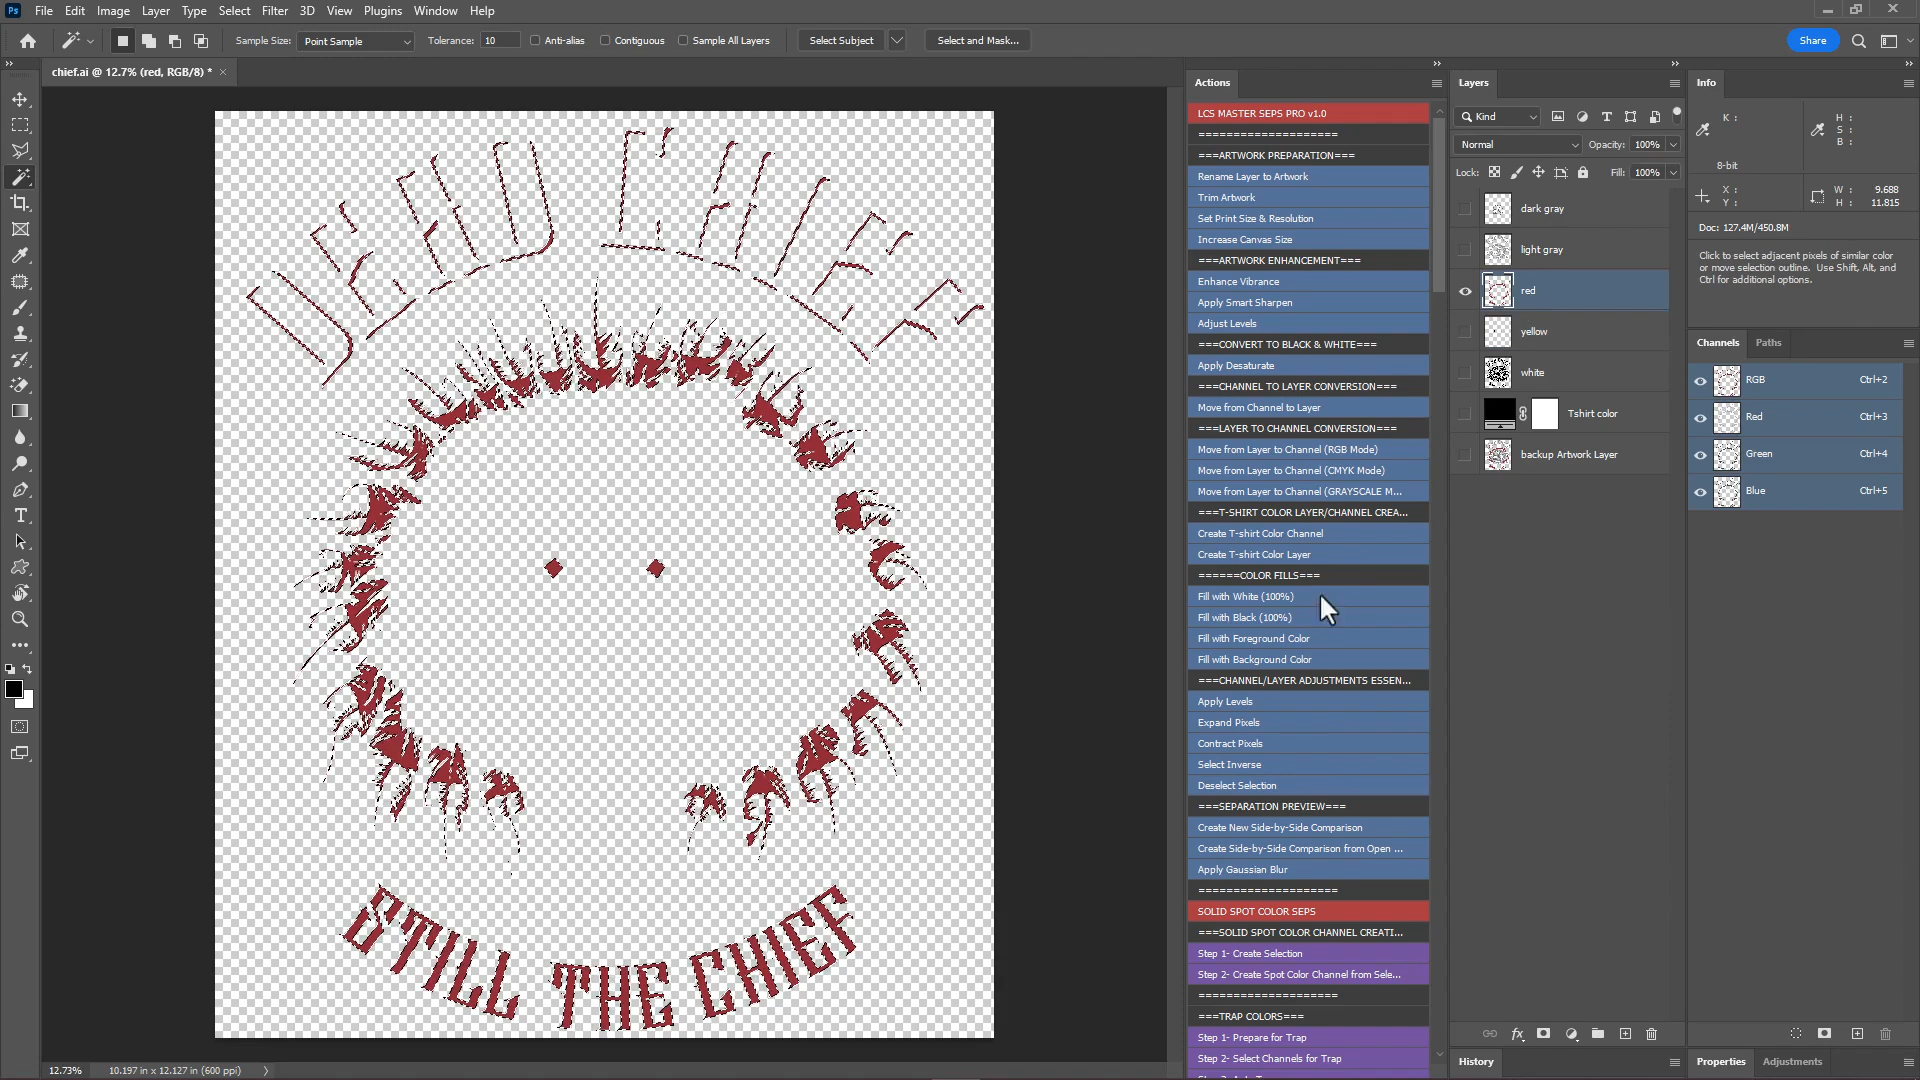 Ps File Edit Image Layer Type Select Filter 3D View Plugins Window Help
Sample Size: Point Sample Tolerance: 10 Anti-alias Contiguous Sample All Layers Select Subject Select and Mask... Share
chief.ai @ 12.7% (red, RGB/8) *
STILL THE CHIEF
12.73% 10.197 in x 12.127 in (600 ppi)
Actions
LCS MASTER SEPS PRO v1.0
====================
===ARTWORK PREPARATION===
Rename Layer to Artwork
Trim Artwork
Set Print Size & Resolution
Increase Canvas Size
===ARTWORK ENHANCEMENT===
Enhance Vibrance
Apply Smart Sharpen
Adjust Levels
===CONVERT TO BLACK & WHITE===
Apply Desaturate
===CHANNEL TO LAYER CONVERSION===
Move from Channel to Layer
===LAYER TO CHANNEL CONVERSION===
Move from Layer to Channel (RGB Mode)
Move from Layer to Channel (CMYK Mode)
Move from Layer to Channel (GRAYSCALE M...
===T-SHIRT COLOR LAYER/CHANNEL CREA...
Create T-shirt Color Channel
Create T-shirt Color Layer
======COLOR FILLS===
Fill with White (100%)
Fill with Black (100%)
Fill with Foreground Color
Fill with Background Color
===CHANNEL/LAYER ADJUSTMENTS ESSEN...
Apply Levels
Expand Pixels
Contract Pixels
Select Inverse
Deselect Selection
===SEPARATION PREVIEW===
Create New Side-by-Side Comparison
Create Side-by-Side Comparison from Open ...
Apply Gaussian Blur
====================
SOLID SPOT COLOR SEPS
===SOLID SPOT COLOR CHANNEL CREATI...
Step 1- Create Selection
Step 2- Create Spot Color Channel from Sele...
====================
===TRAP COLORS===
Step 1- Prepare for Trap
Step 2- Select Channels for Trap
Layers
Kind
Normal Opacity: 100%
Lock: Fill: 100%
dark gray
light gray
red
yellow
white
Tshirt color
backup Artwork Layer
fx
History
Info
K : H :
S :
B :
8-bit
X : W : 9.688
Y : H : 11.815
Doc: 127.4M/450.8M
Click to select adjacent pixels of similar color
or move selection outline. Use Shift, Alt, and
Ctrl for additional options.
Channels Paths
RGB Ctrl+2
Red Ctrl+3
Green Ctrl+4
Blue Ctrl+5
Properties Adjustments